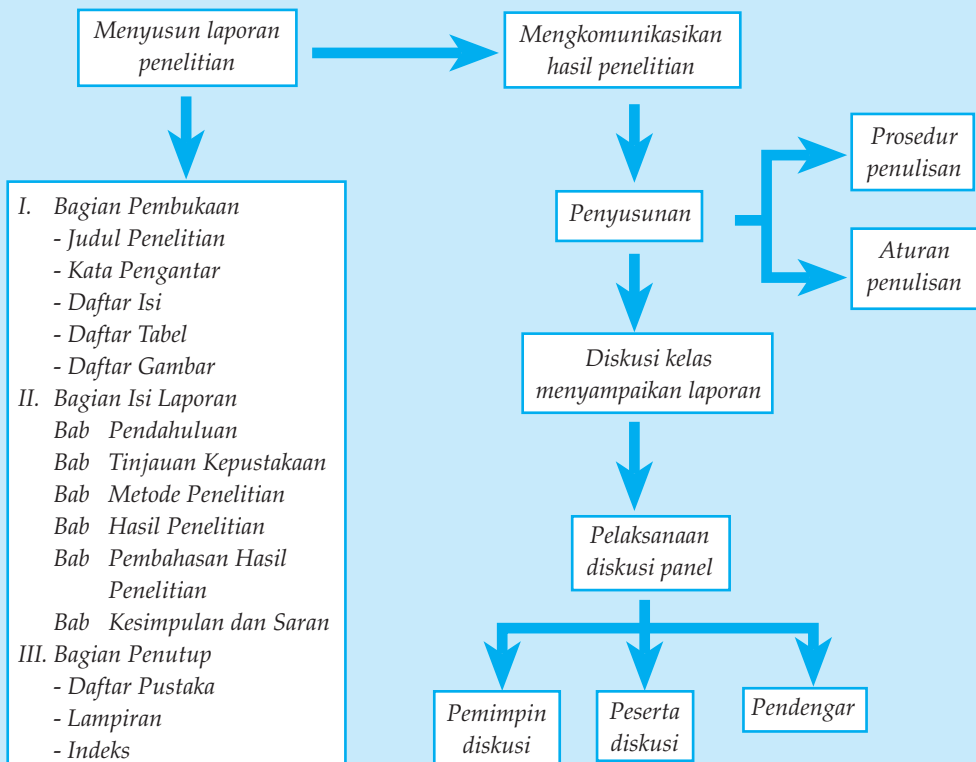 Menyusun laporan
penelitian
Mengkomunikasikan
hasil penelitian
Prosedur
penulisan
Penyusunan
Aturan
penulisan
Diskusi kelas
menyampaikan laporan
Pelaksanaan
diskusi panel
Pemimpin
diskusi
Peserta
diskusi
Pendengar
I. Bagian Pembukaan
- Judul Penelitian
- Kata Pengantar
- Daftar Isi
- Daftar Tabel
- Daftar Gambar
II. Bagian Isi Laporan
Bab Pendahuluan
Bab Tinjauan Kepustakaan
Bab Metode Penelitian
Bab Hasil Penelitian
Bab Pembahasan Hasil
Penelitian
Bab Kesimpulan dan Saran
III. Bagian Penutup
- Daftar Pustaka
- Lampiran
- Indeks